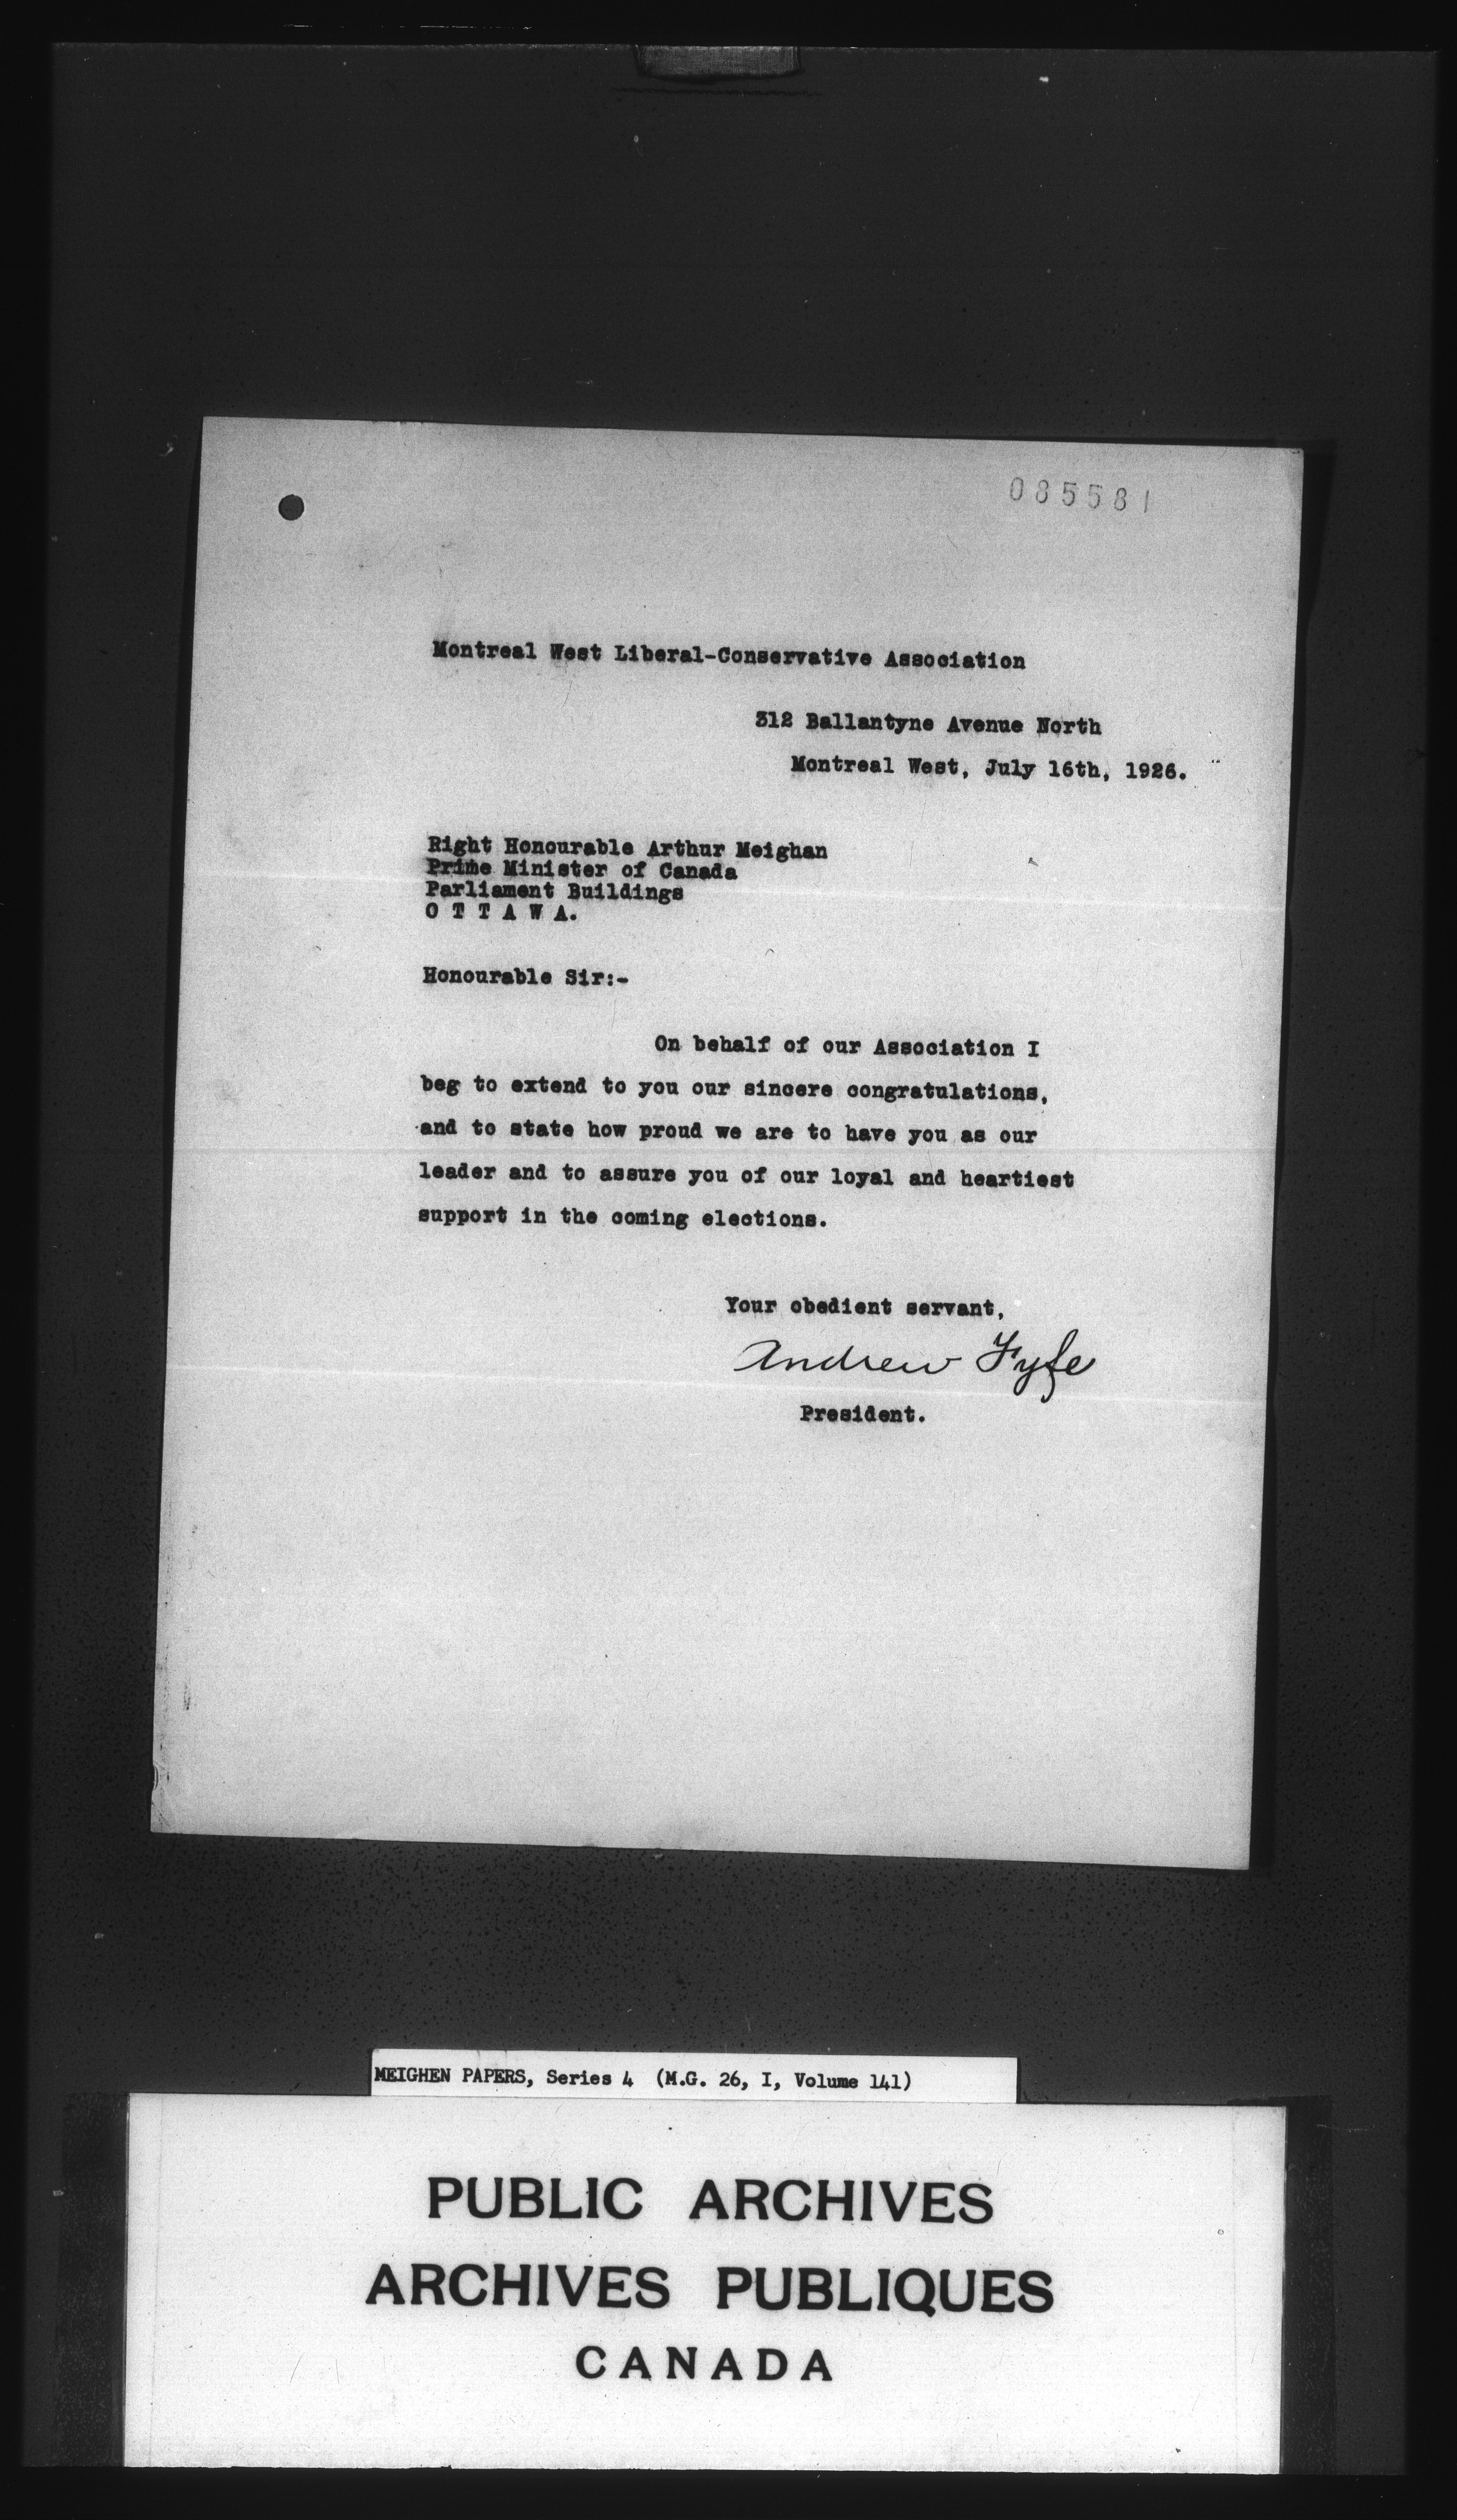 085581
Montreal West Liberal-Conservative Association
312 Ballantyne Avenue North
Montreal West, July 16th, 1926.
Right Honourable Arthur Meighan
Prime Minister of Canada
Parliament Buildings
O T T A W A.
Honourable Sir:-
On behalf of our Association I
beg to extend to you our sincere congratulations,
and to state how proud we are to have you as our
leader and to assure you of our loyal and heartiest
support in the coming elections.
Your obedient servant,
Andrew Fyfe
President.
MEIGHEN PAPERS, Series 4 (M.G. 26, I, Volume 141)
PUBLIC ARCHIVES
ARCHIVES PUBLIQUES
CANADA